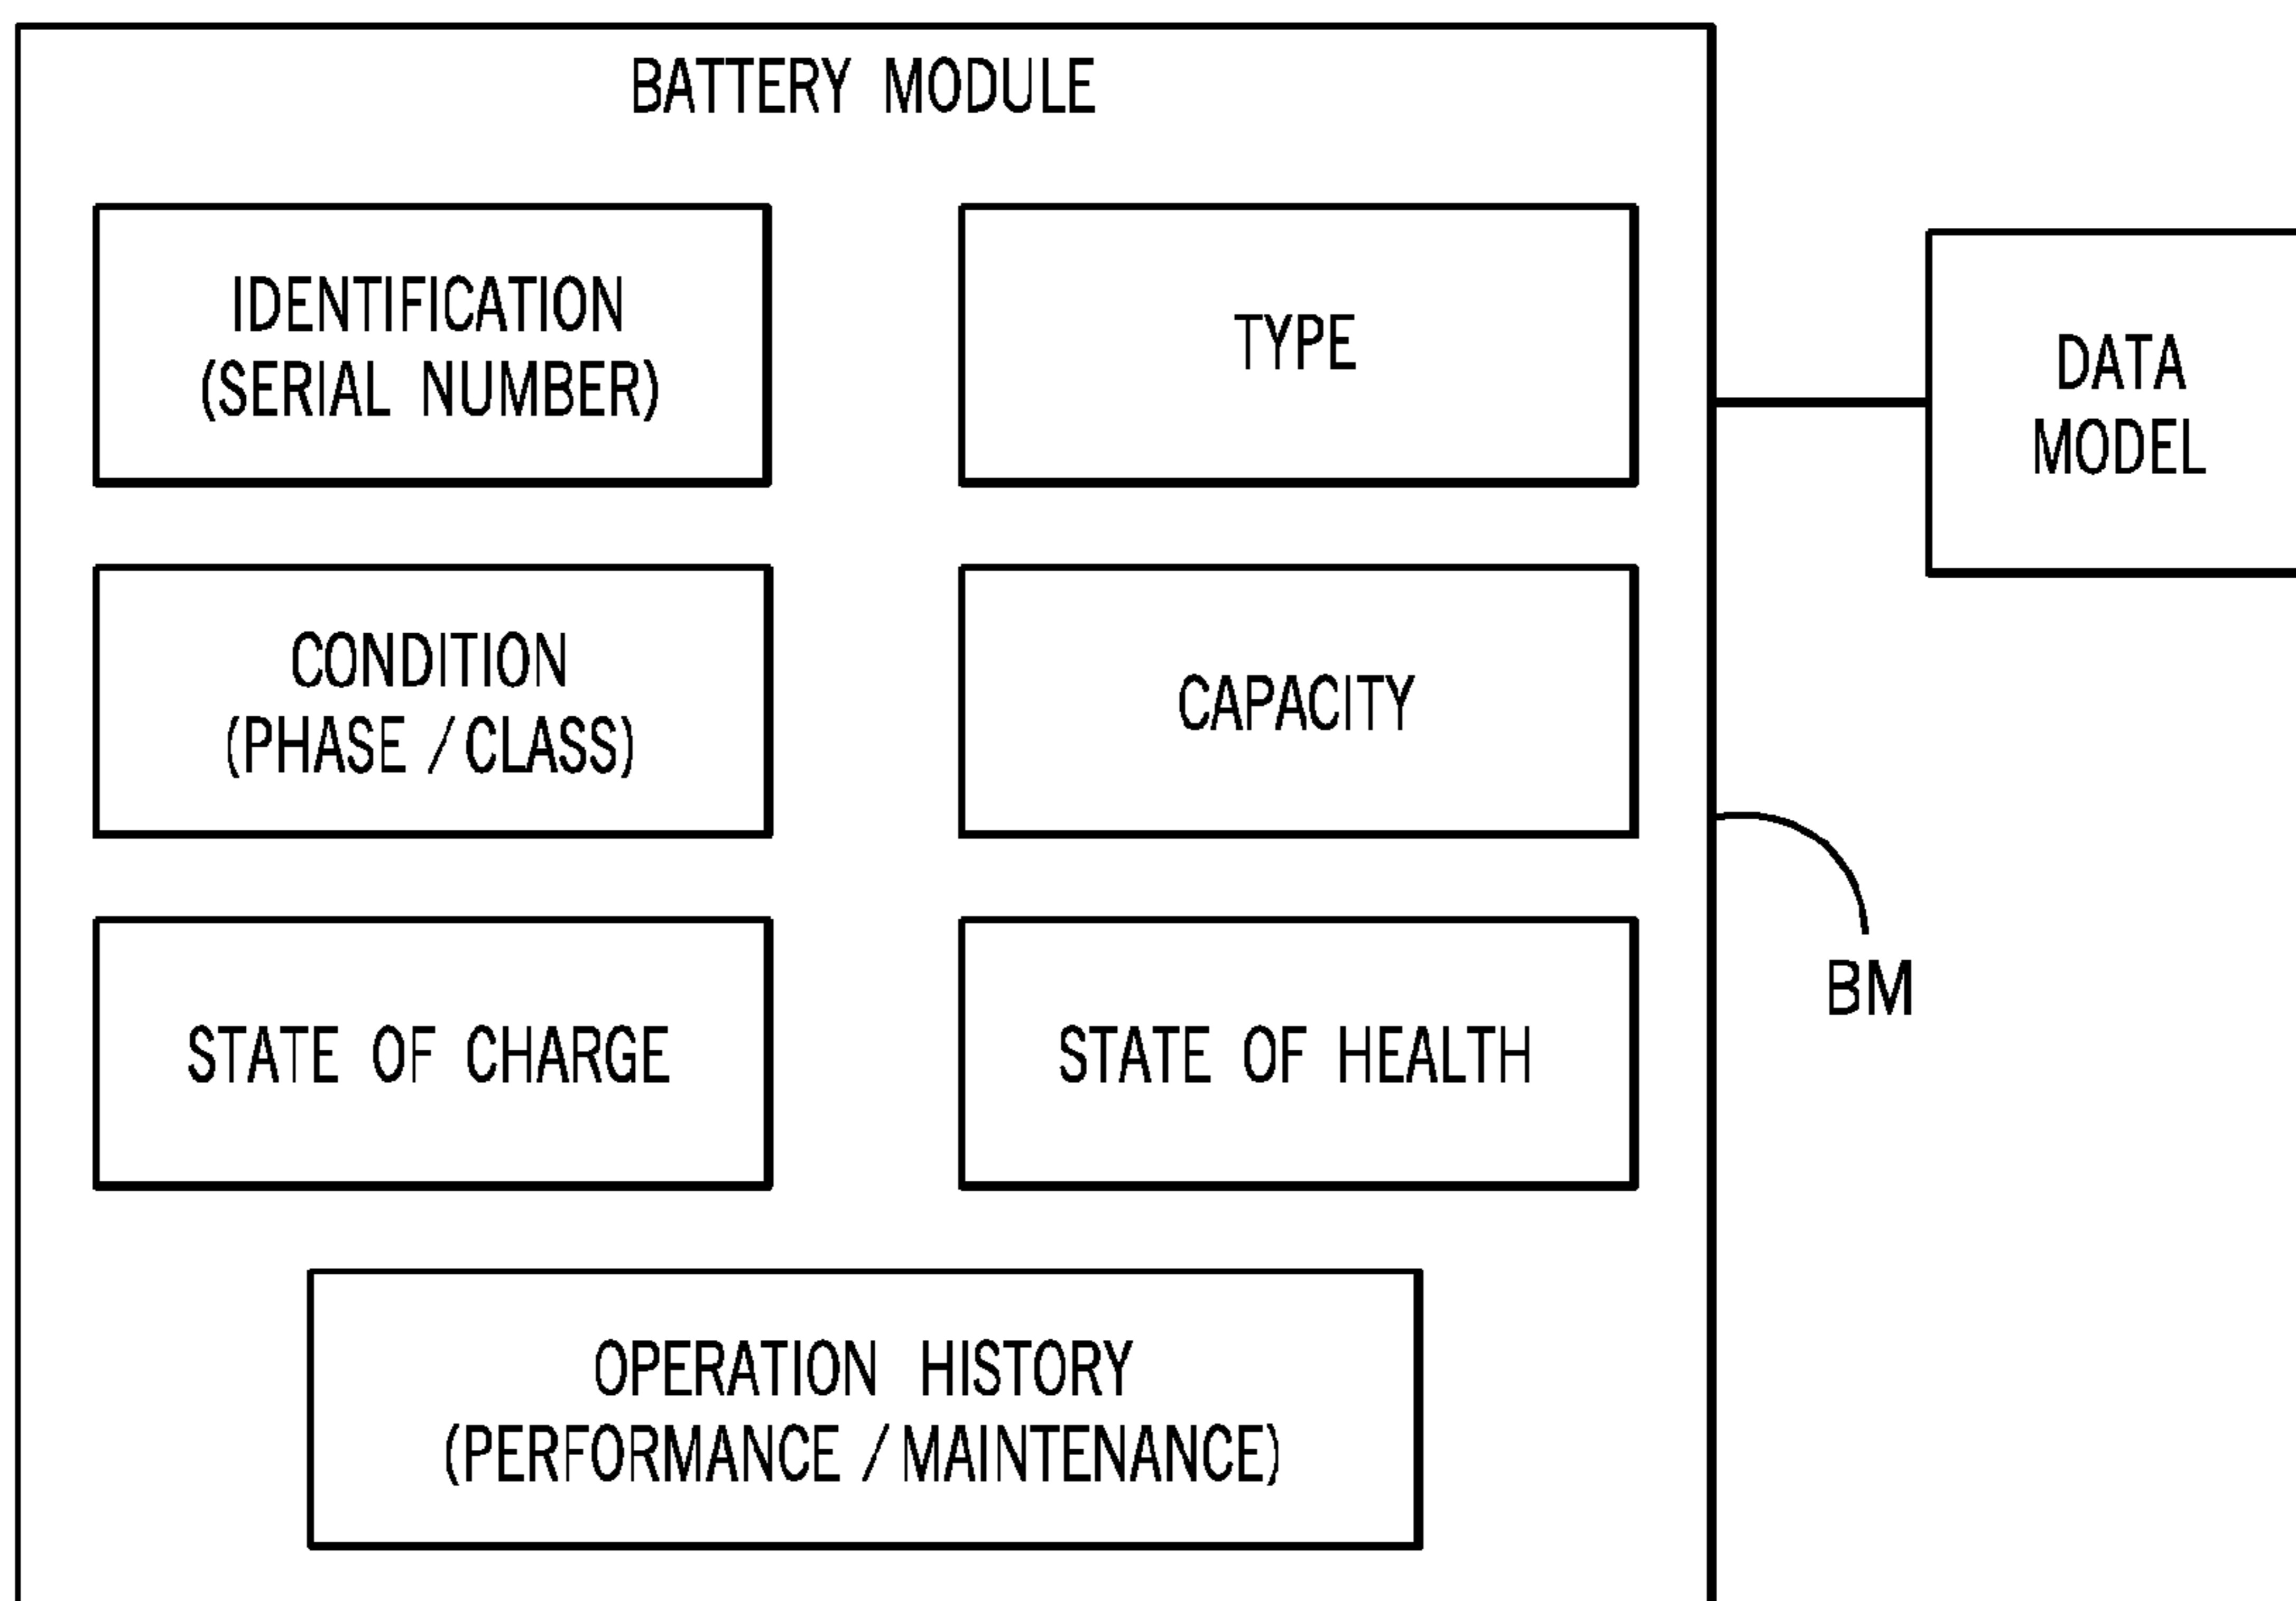 BATTERY MODULE
IDENTIFICATION
(SERIAL NUMBER)
TYPE
DATA
MODEL
CONDITION
(PHASE / CLASS)
CAPACITY
STATE OF CHARGE
STATE OF HEALTH
BM
OPERATION HISTORY
(PERFORMANCE / MAINTENANCE)